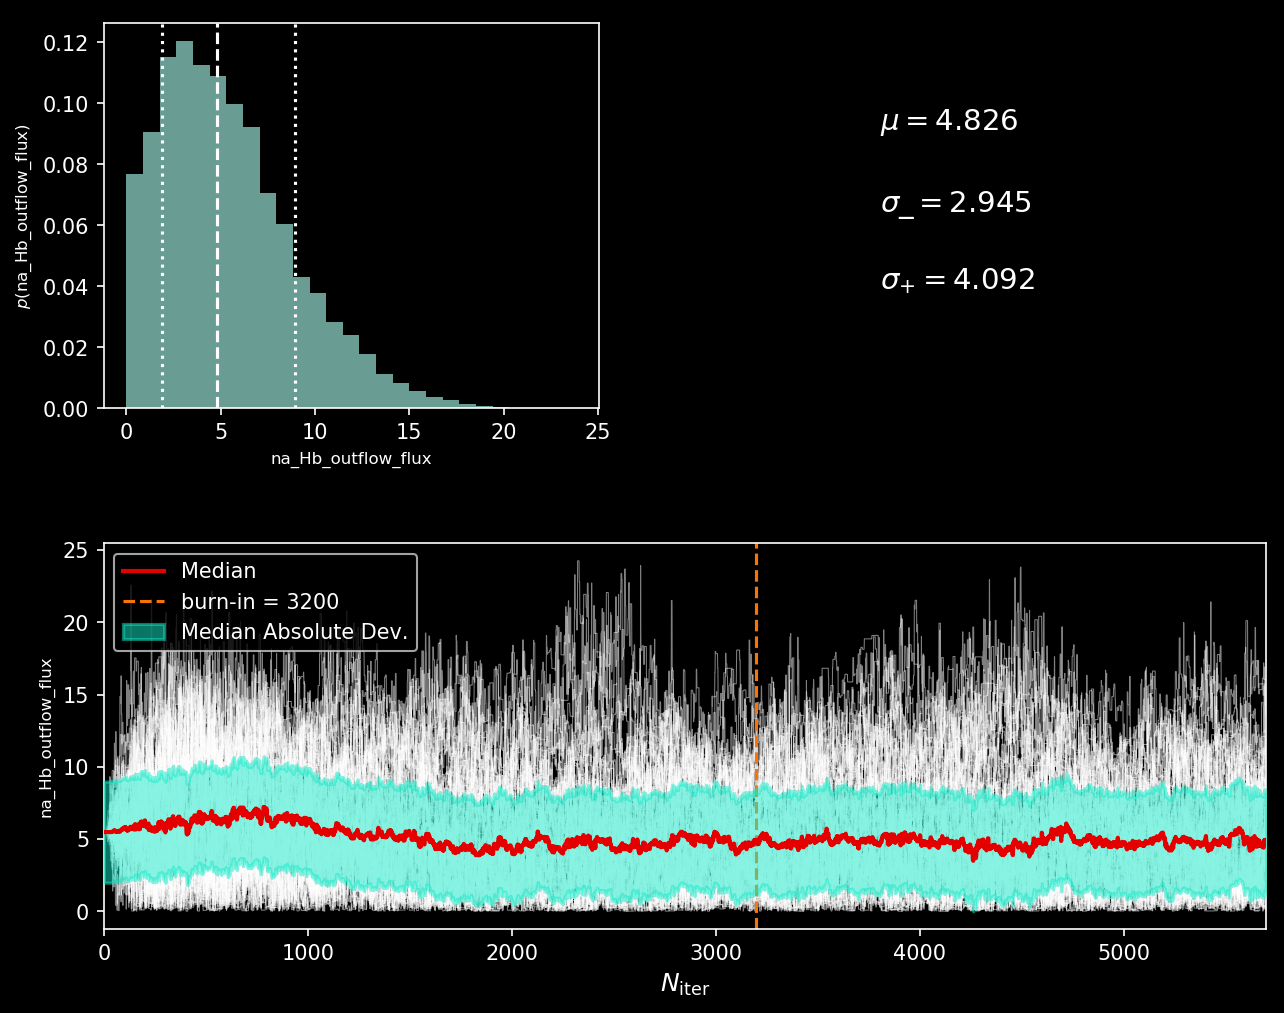 0.12
0.10
0.08
0.06
0.04
0.02
0.00
p(na_Hb_outflow_flux)
0 5 10 15 20 25
na_Hb_outflow_flux
μ = 4.826
σ− = 2.945
σ+ = 4.092
25
20
15
10
5
0
na_Hb_outflow_flux
Median
burn-in = 3200
Median Absolute Dev.
0 1000 2000 3000 4000 5000
Niter